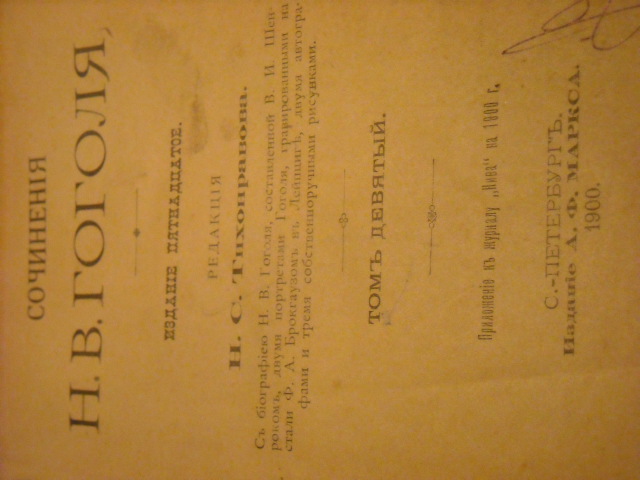 СОЧИНЕНІЯ
Н. В. ГОГОЛЯ,
ИЗДАНІЕ ПЯТНАДЦАТОЕ.
РЕДАКЦІЯ
Н. С. Тихонравова.
Съ біографіею Н. В. Гоголя, составленной В. И Шен-
рокомъ, двумя портретами Гоголя, гравированными на
стали Ф. А. Брокгаузомъ въ Лейпцигѣ, двумя автогра-
фами и тремя собственноручными рисунками.
ТОМЪ ДЕВЯТЫЙ.
Приложеніе къ журналу „Нива" на 1900 г.
С.-ПЕТЕРБУРГЪ.
Изданіе А. Ф. МАРКСА.
1900.